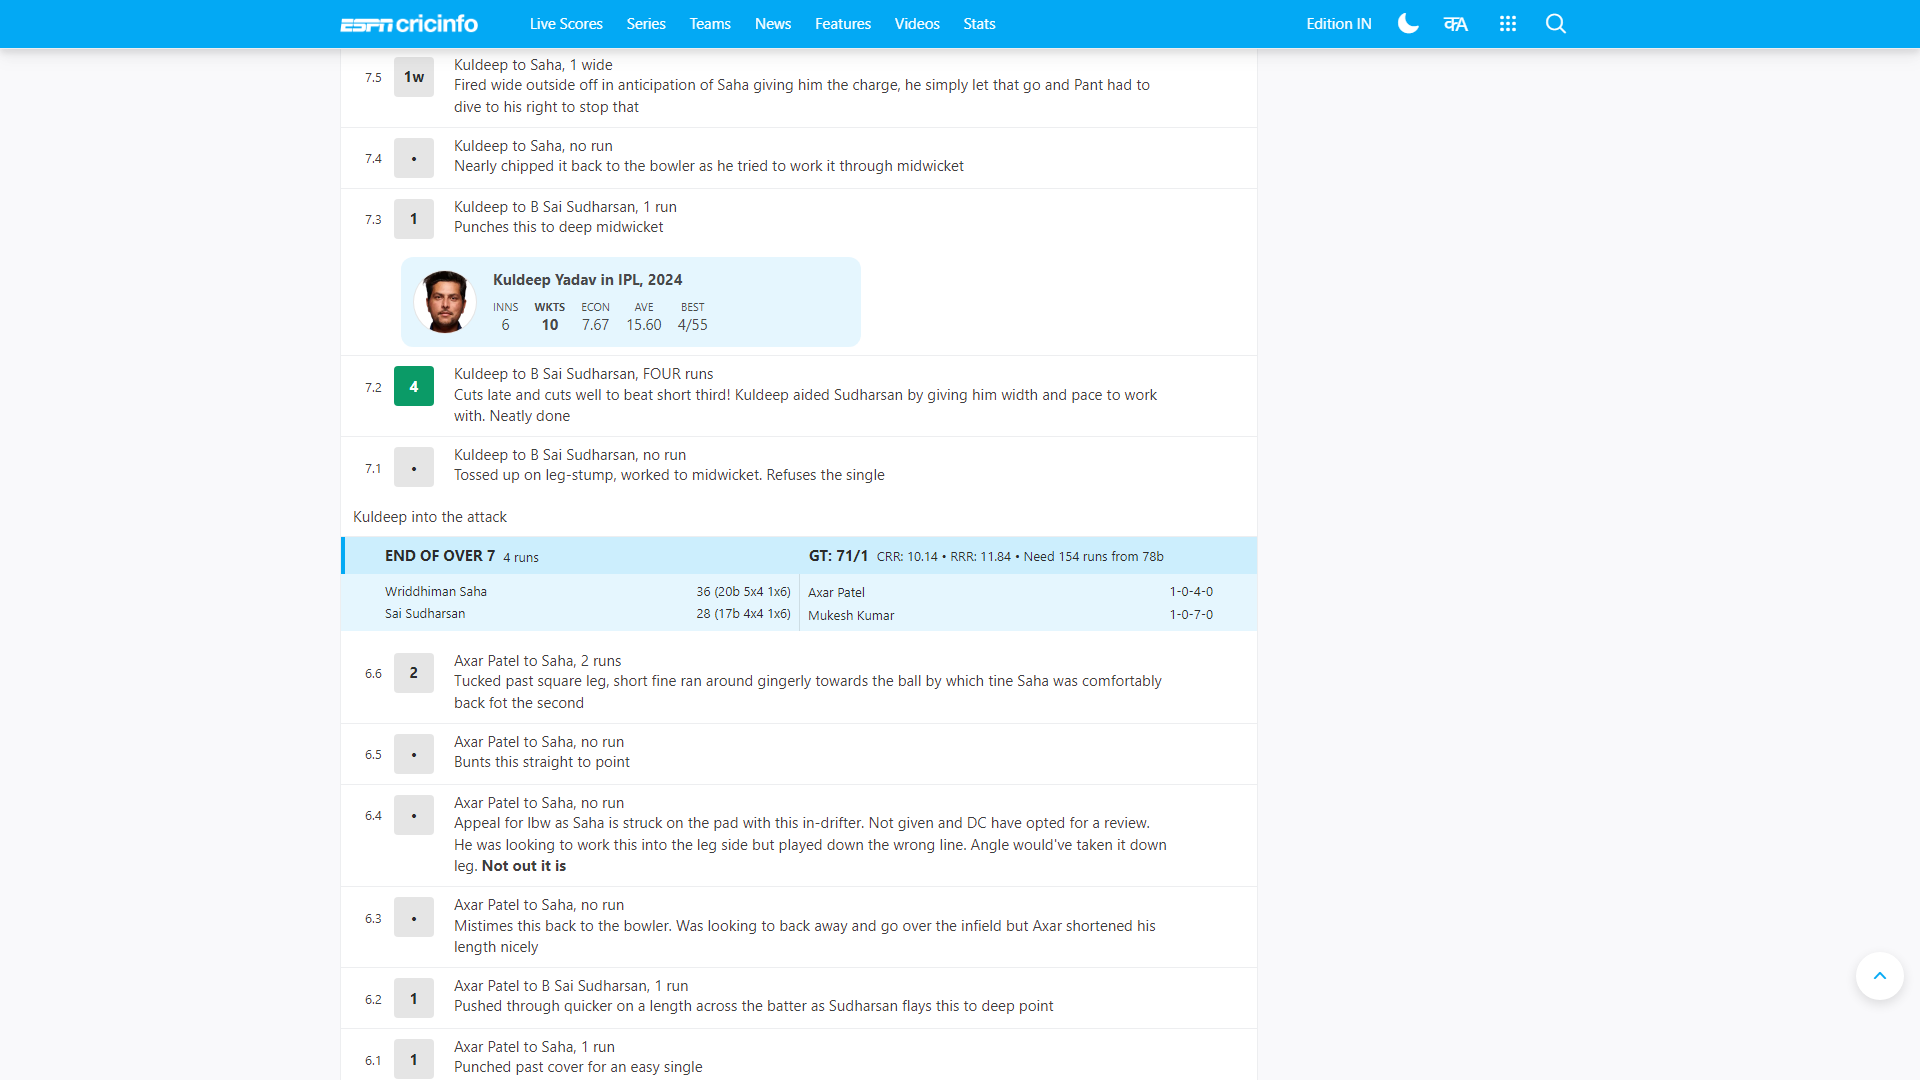 ESPN cricinfo Live Scores Series Teams News Features Videos Stats Edition IN कA
7.5 1w Kuldeep to Saha, 1 wide
Fired wide outside off in anticipation of Saha giving him the charge, he simply let that go and Pant had to
dive to his right to stop that
7.4 • Kuldeep to Saha, no run
Nearly chipped it back to the bowler as he tried to work it through midwicket
7.3 1 Kuldeep to B Sai Sudharsan, 1 run
Punches this to deep midwicket
Kuldeep Yadav in IPL, 2024
INNS WKTS ECON AVE BEST
6 10 7.67 15.60 4/55
7.2 4 Kuldeep to B Sai Sudharsan, FOUR runs
Cuts late and cuts well to beat short third! Kuldeep aided Sudharsan by giving him width and pace to work
with. Neatly done
7.1 • Kuldeep to B Sai Sudharsan, no run
Tossed up on leg-stump, worked to midwicket. Refuses the single
Kuldeep into the attack
END OF OVER 7 4 runs GT: 71/1 CRR: 10.14 • RRR: 11.84 • Need 154 runs from 78b
Wriddhiman Saha 36 (20b 5x4 1x6) Axar Patel 1-0-4-0
Sai Sudharsan 28 (17b 4x4 1x6) Mukesh Kumar 1-0-7-0
6.6 2 Axar Patel to Saha, 2 runs
Tucked past square leg, short fine ran around gingerly towards the ball by which tine Saha was comfortably
back fot the second
6.5 • Axar Patel to Saha, no run
Bunts this straight to point
6.4 • Axar Patel to Saha, no run
Appeal for lbw as Saha is struck on the pad with this in-drifter. Not given and DC have opted for a review.
He was looking to work this into the leg side but played down the wrong line. Angle would've taken it down
leg. Not out it is
6.3 • Axar Patel to Saha, no run
Mistimes this back to the bowler. Was looking to back away and go over the infield but Axar shortened his
length nicely
6.2 1 Axar Patel to B Sai Sudharsan, 1 run
Pushed through quicker on a length across the batter as Sudharsan flays this to deep point
6.1 1 Axar Patel to Saha, 1 run
Punched past cover for an easy single